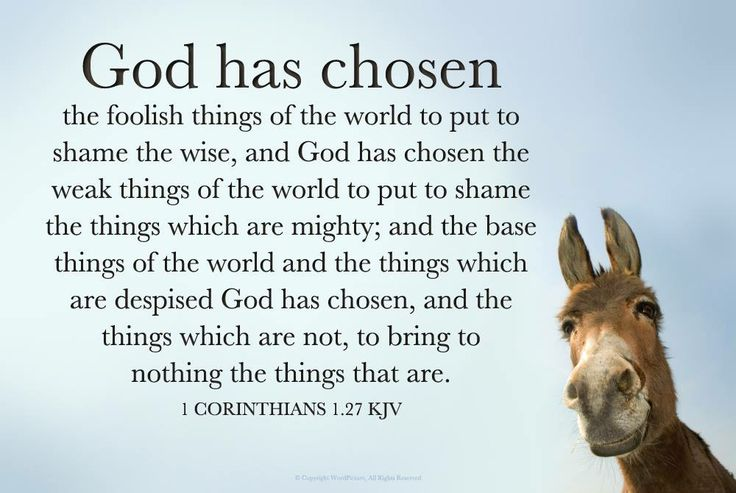 God has chosen
the foolish things of the world to put to
shame the wise, and God has chosen the
weak things of the world to put to shame
the things which are mighty; and the base
things of the world and the things which
are despised God has chosen, and the
things which are not, to bring to
nothing the things that are.
1 CORINTHIANS 1.27 KJV
© Copyright WordPicture, All Rights Reserved